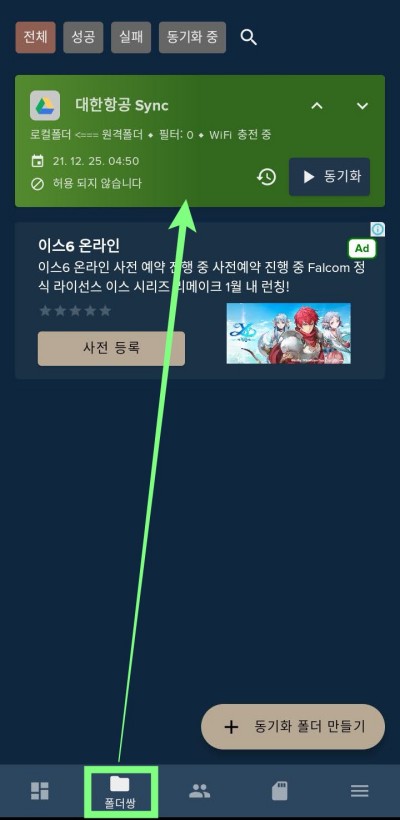 전체 성공 실패 동기화 중
대한항공 Sync
로컬폴더 <=== 원격폴더 ◆ 필터: 0 ◆ WiFi 충전 중
21. 12. 25. 04:50
허용 되지 않습니다
동기화
이스6 온라인
Ad
이스6 온라인 사전 예약 진행 중 사전예약 진행 중 Falcom 정
식 라이선스 이스 시리즈 리메이크 1월 내 런칭!
사전 등록
동기화 폴더 만들기
폴더쌍